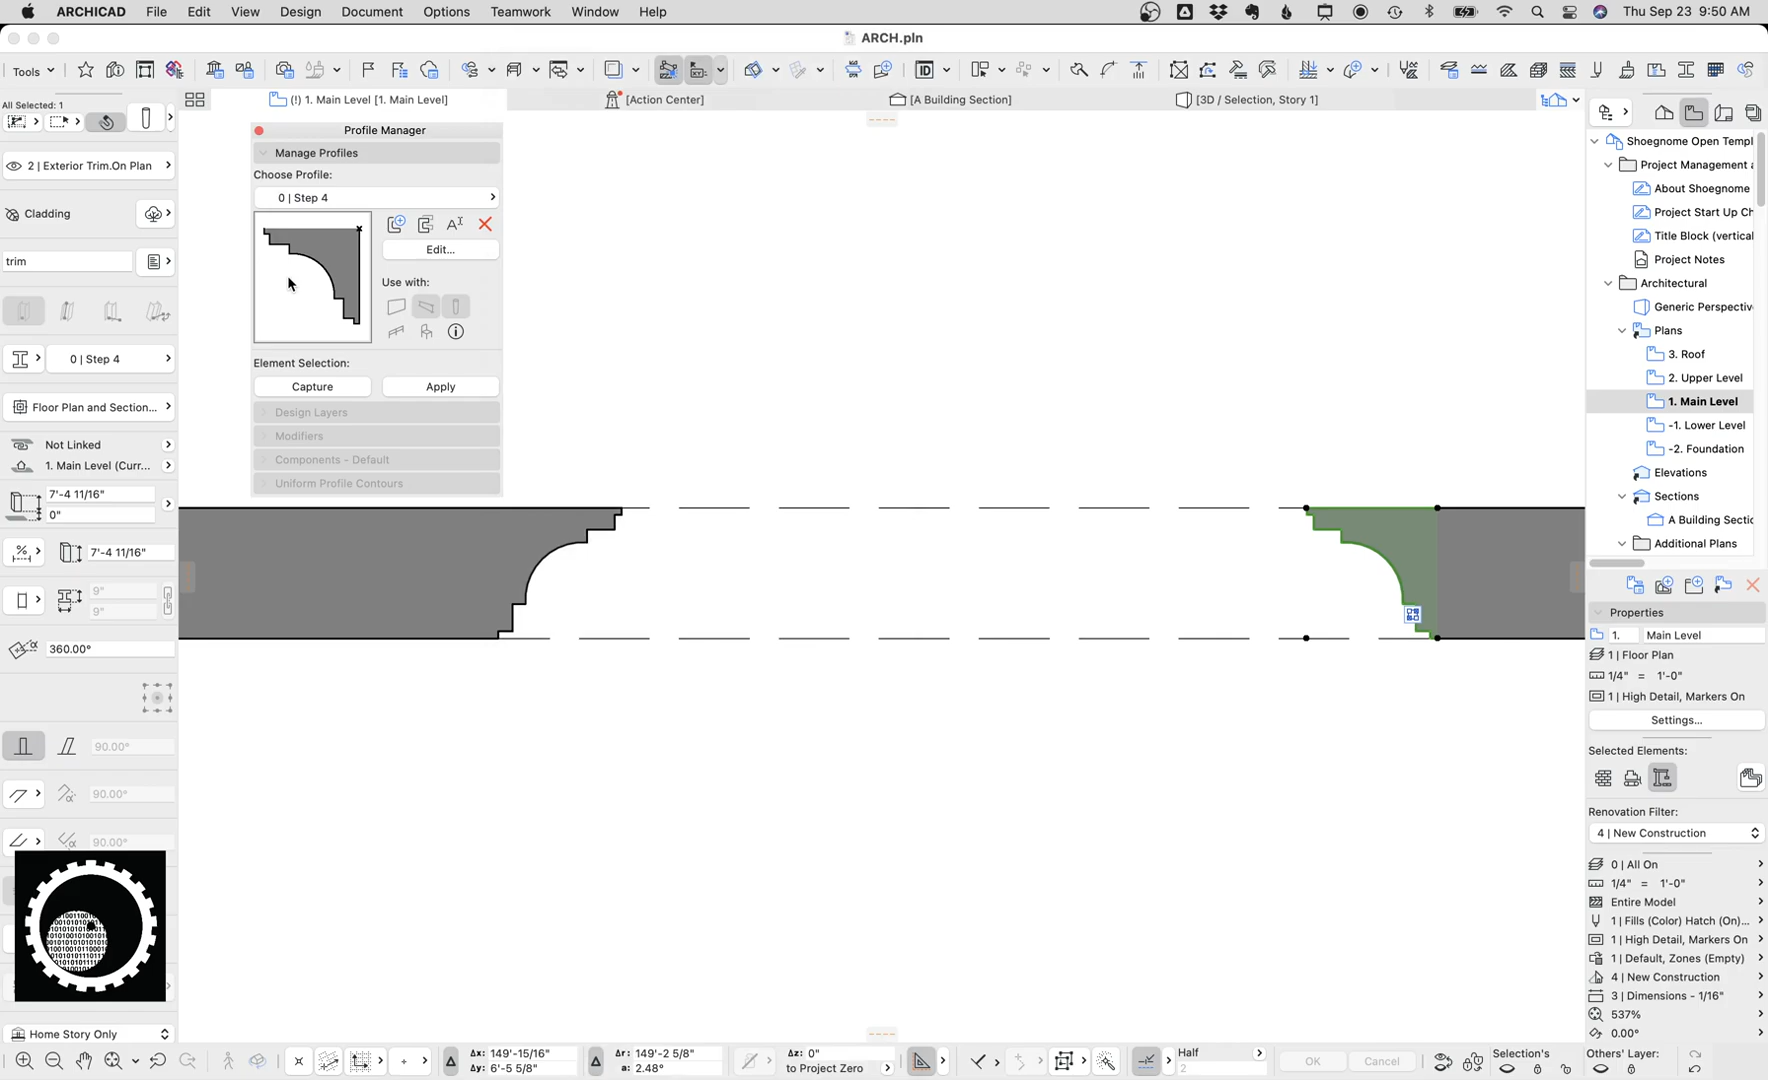 ARCHICAD File Edit View Design Document Options Teamwork Window Help
Thu Sep 23 9:50 AM
ARCH.pln
Tools
(!) 1. Main Level [1. Main Level]
[Action Center]
[A Building Section]
[3D / Selection, Story 1]
All Selected: 1
2 | Exterior Trim.On Plan
Cladding
trim
0 | Step 4
Floor Plan and Section...
Not Linked
1. Main Level (Curr...
7'-4 11/16"
0"
7'-4 11/16"
9"
9"
360.00°
90.00°
90.00°
90.00°
Home Story Only
Profile Manager
Manage Profiles
Choose Profile:
0 | Step 4
Edit...
Use with:
Element Selection:
Capture
Apply
Design Layers
Modifiers
Components - Default
Uniform Profile Contours
Shoegnome Open Templ
Project Management a
About Shoegnome
Project Start Up Ch
Title Block (vertical
Project Notes
Architectural
Generic Perspectiv
Plans
3. Roof
2. Upper Level
1. Main Level
-1. Lower Level
-2. Foundation
Elevations
Sections
A Building Sectio
Additional Plans
Properties
1. Main Level
1 | Floor Plan
1/4" = 1'-0"
1 | High Detail, Markers On
Settings...
Selected Elements:
Renovation Filter:
4 | New Construction
0 | All On
1/4" = 1'-0"
Entire Model
1 | Fills (Color) Hatch (On)...
1 | High Detail, Markers On
1 | Default, Zones (Empty)
4 | New Construction
3 | Dimensions - 1/16"
537%
0.00°
Δx: 149'-15/16"
Δy: 6'-5 5/8"
Δr: 149'-2 5/8"
a: 2.48°
Δz: 0"
to Project Zero
Half
2
OK
Cancel
Selection's
Others' Layer: